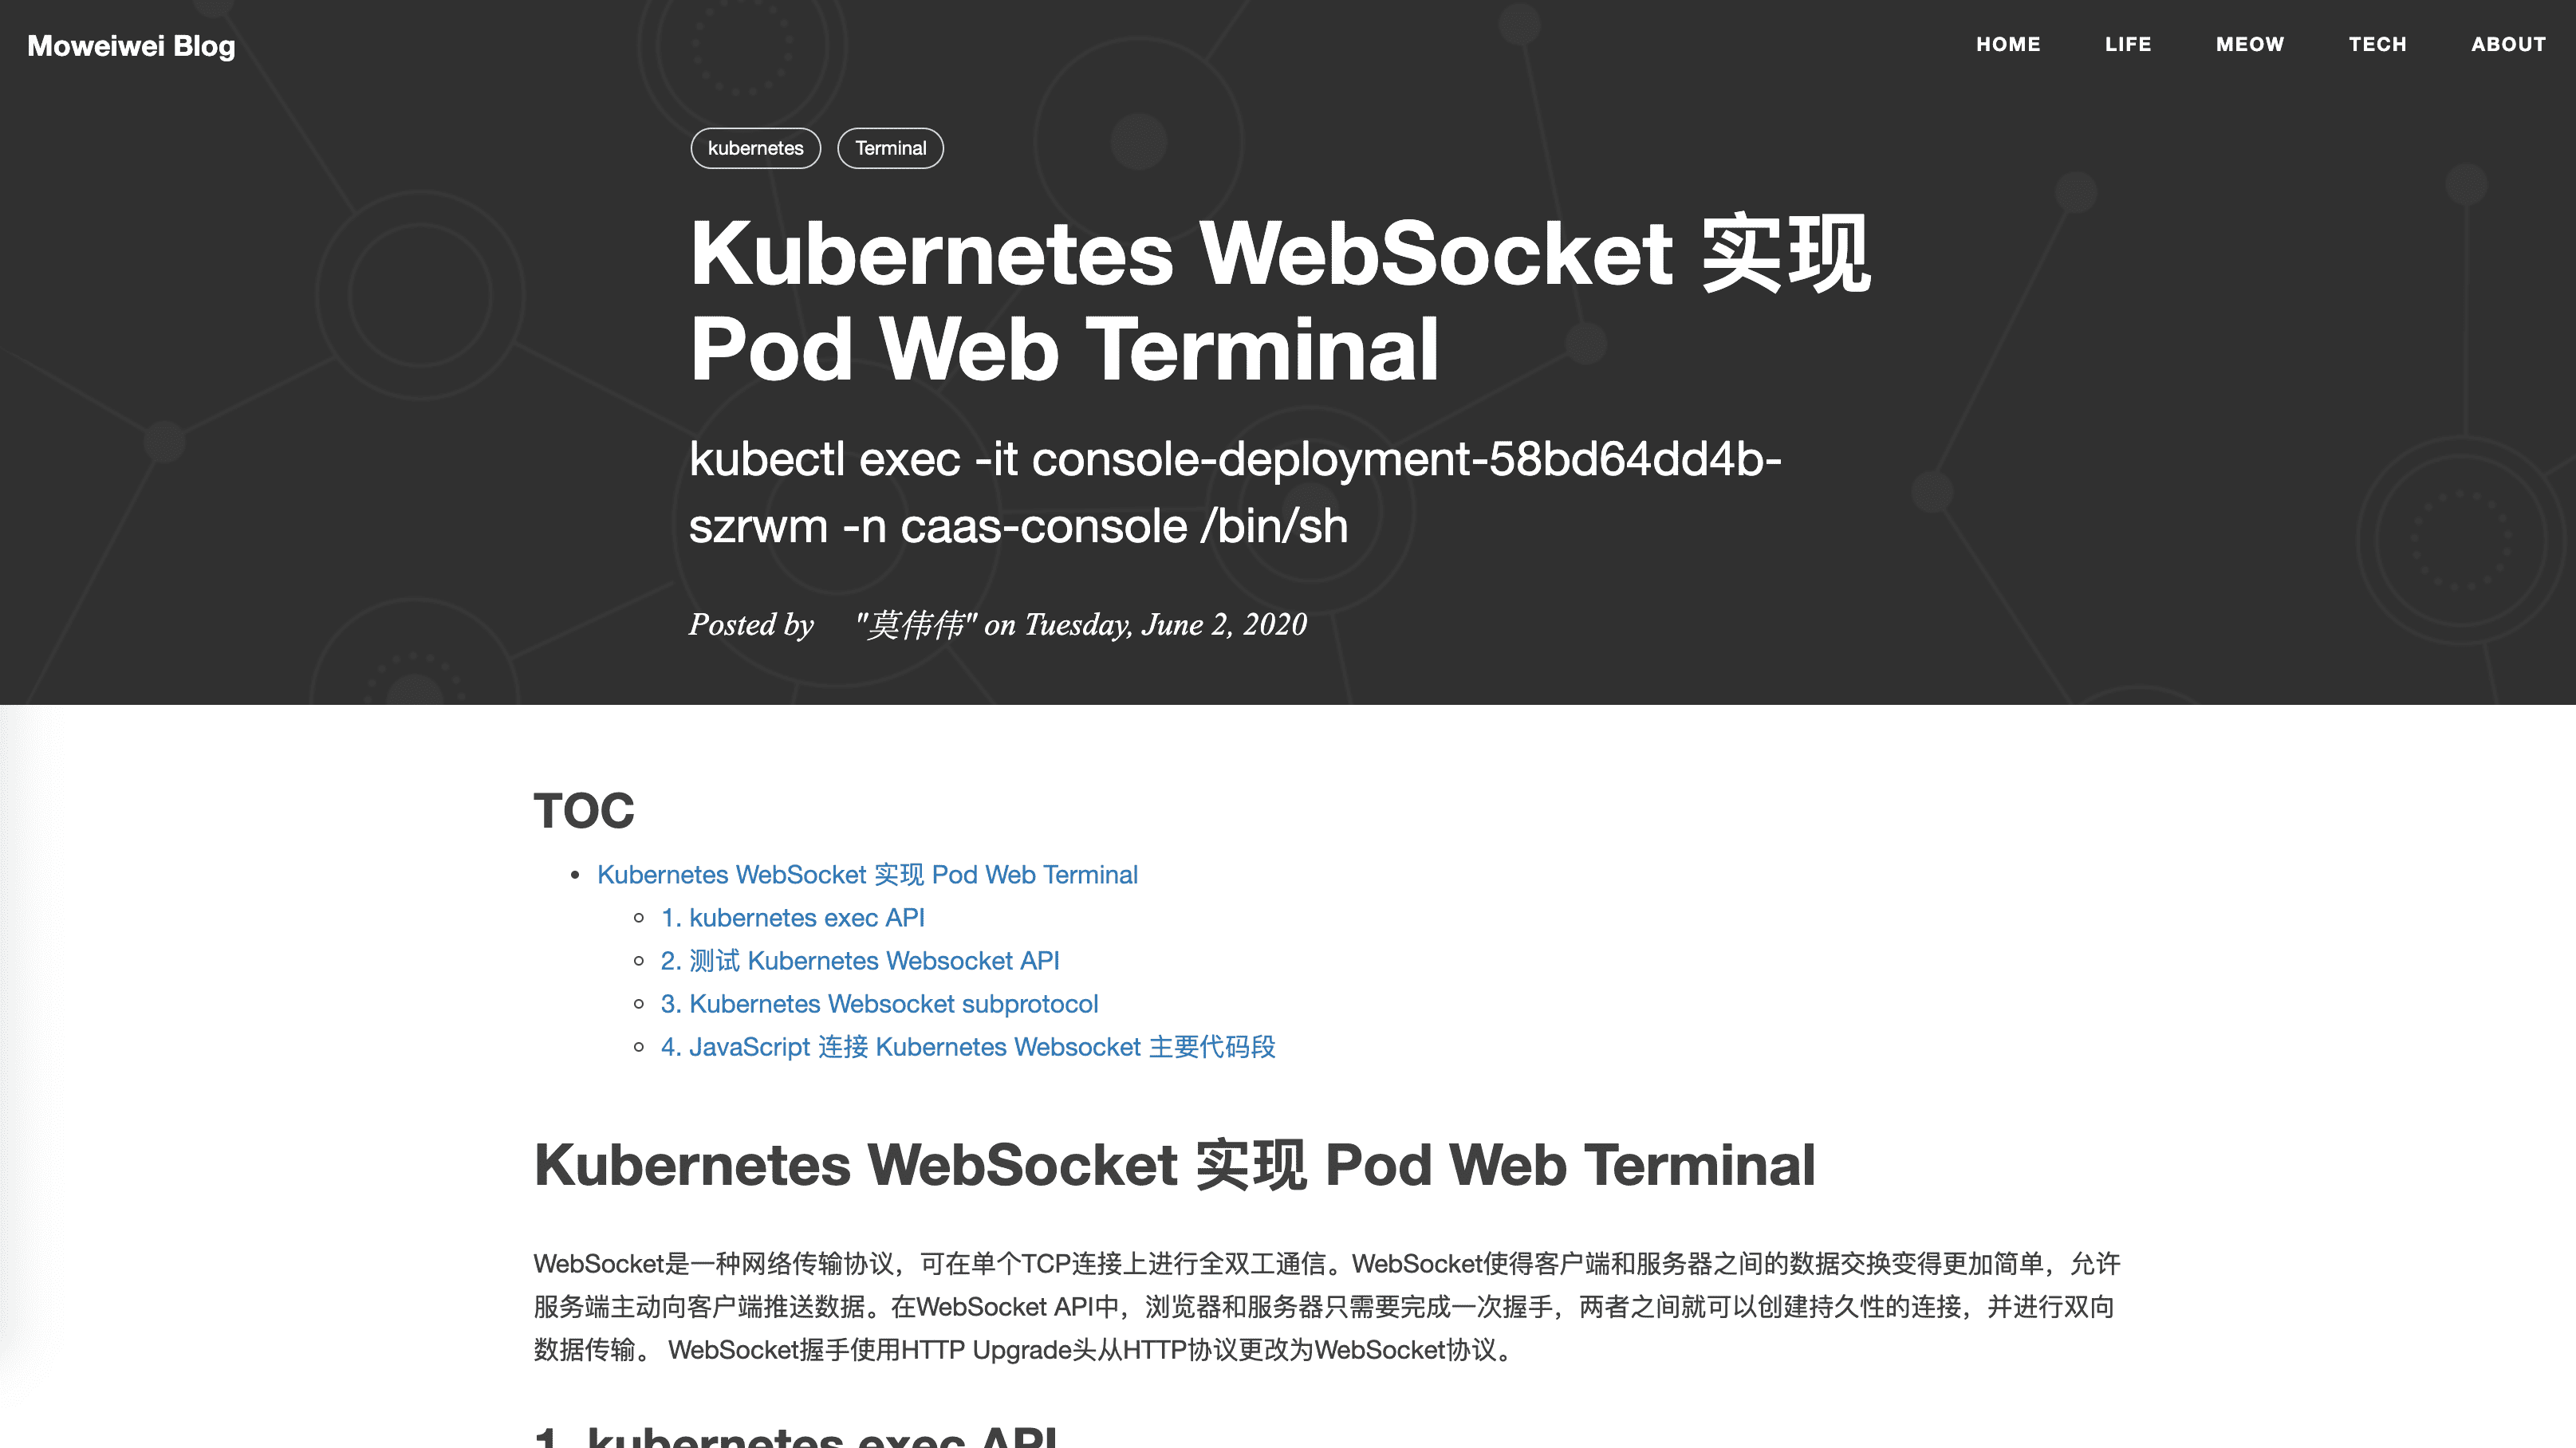 Moweiwei Blog
HOME LIFE MEOW TECH ABOUT
kubernetes Terminal
Kubernetes WebSocket 实现
Pod Web Terminal
kubectl exec -it console-deployment-58bd64dd4b-
szrwm -n caas-console /bin/sh
Posted by "莫伟伟" on Tuesday, June 2, 2020
TOC
Kubernetes WebSocket 实现 Pod Web Terminal
1. kubernetes exec API
2. 测试 Kubernetes Websocket API
3. Kubernetes Websocket subprotocol
4. JavaScript 连接 Kubernetes Websocket 主要代码段
Kubernetes WebSocket 实现 Pod Web Terminal
WebSocket是一种网络传输协议，可在单个TCP连接上进行全双工通信。WebSocket使得客户端和服务器之间的数据交换变得更加简单，允许
服务端主动向客户端推送数据。在WebSocket API中，浏览器和服务器只需要完成一次握手，两者之间就可以创建持久性的连接，并进行双向
数据传输。 WebSocket握手使用HTTP Upgrade头从HTTP协议更改为WebSocket协议。
1. kubernetes exec API